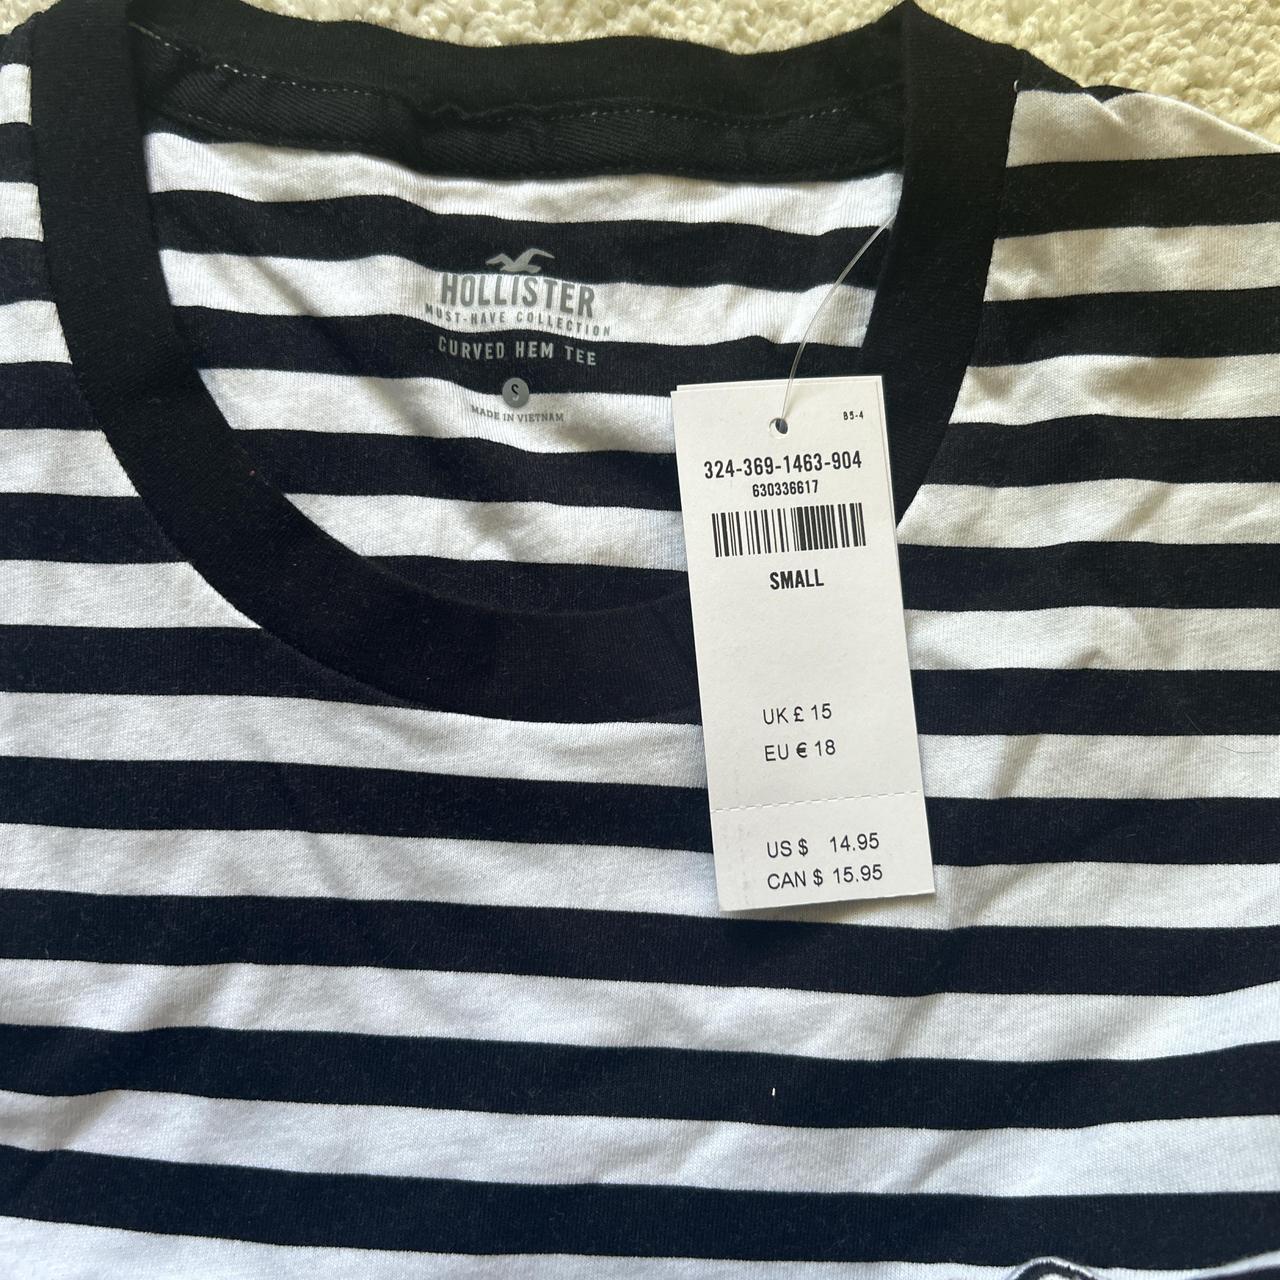 HOLLISTER
MUST-HAVE COLLECTION
CURVED HEM TEE
S
MADE IN VIETNAM
B5-4
324-369-1463-904
630336617
SMALL
UK £ 15
EU € 18
US $ 14.95
CAN $ 15.95